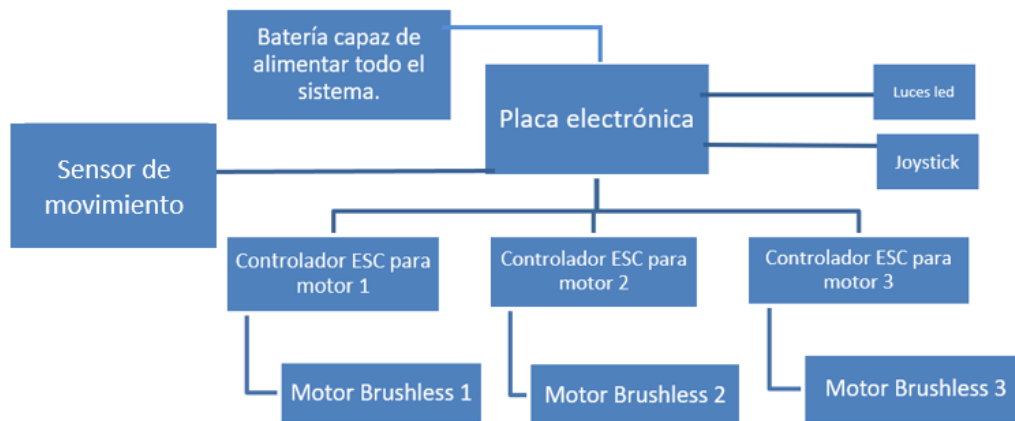 Batería capaz de
alimentar todo el
sistema.
Placa electrónica
Luces led
Joystick
Sensor de
movimiento
Controlador ESC para
motor 1
Controlador ESC para
motor 2
Controlador ESC para
motor 3
Motor Brushless 1
Motor Brushless 2
Motor Brushless 3